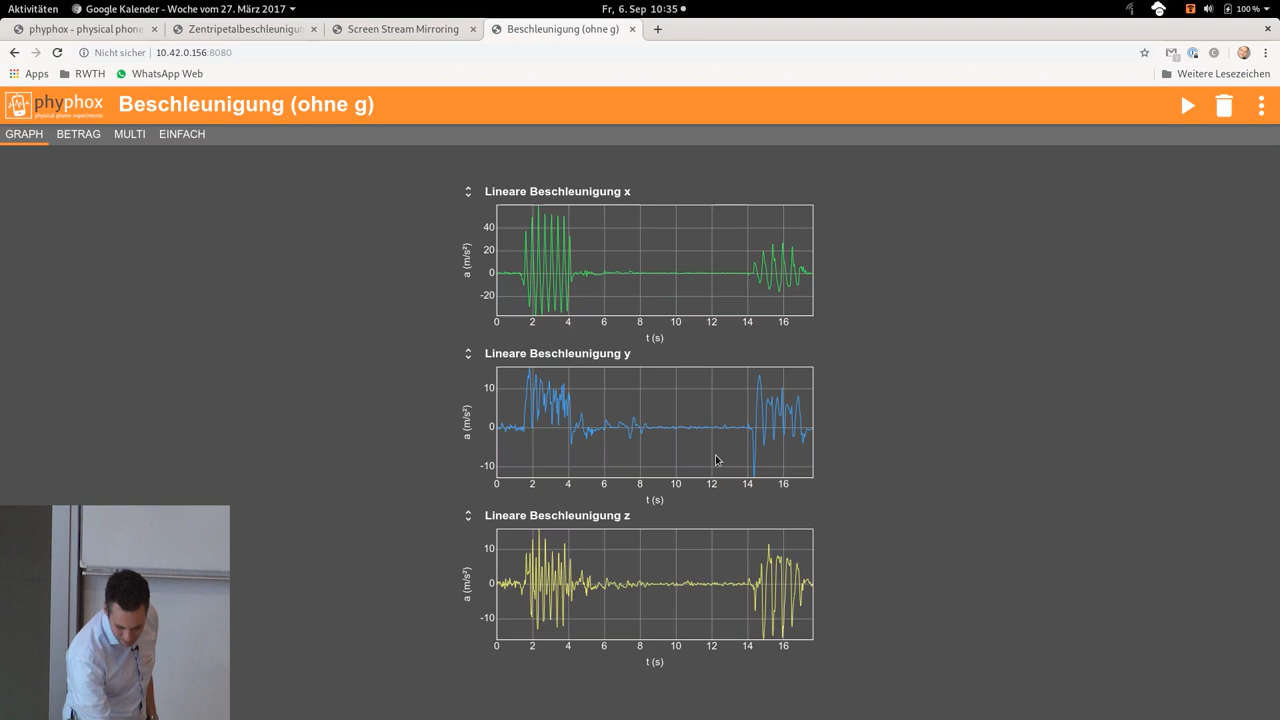 Aktivitäten Google Kalender - Woche vom 27. März 2017 Fr, 6. Sep 10:35 100 %
phyphox - physical phone Zentripetalbeschleunigun Screen Stream Mirroring Beschleunigung (ohne g)
Nicht sicher 10.42.0.156:8080
Apps RWTH WhatsApp Web Weitere Lesezeichen
phyphox Beschleunigung (ohne g)
physical phone experiments
GRAPH BETRAG MULTI EINFACH
Lineare Beschleunigung x
a (m/s²)
40
20
0
-20
0 2 4 6 8 10 12 14 16
t (s)
Lineare Beschleunigung y
a (m/s²)
10
0
-10
0 2 4 6 8 10 12 14 16
t (s)
Lineare Beschleunigung z
a (m/s²)
10
0
-10
0 2 4 6 8 10 12 14 16
t (s)